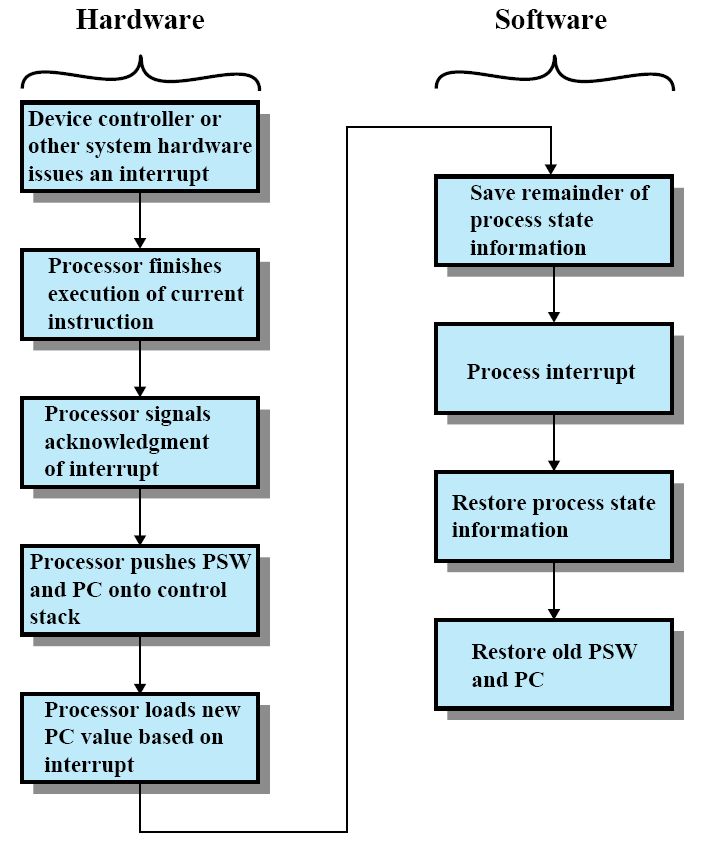 Hardware
Device controller or
other system hardware
issues an interrupt
Processor finishes
execution of current
instruction
Processor signals
acknowledgment
of interrupt
Processor pushes PSW
and PC onto control
stack
Processor loads new
PC value based on
interrupt
Software
Save remainder of
process state
information
Process interrupt
Restore process state
information
Restore old PSW
and PC